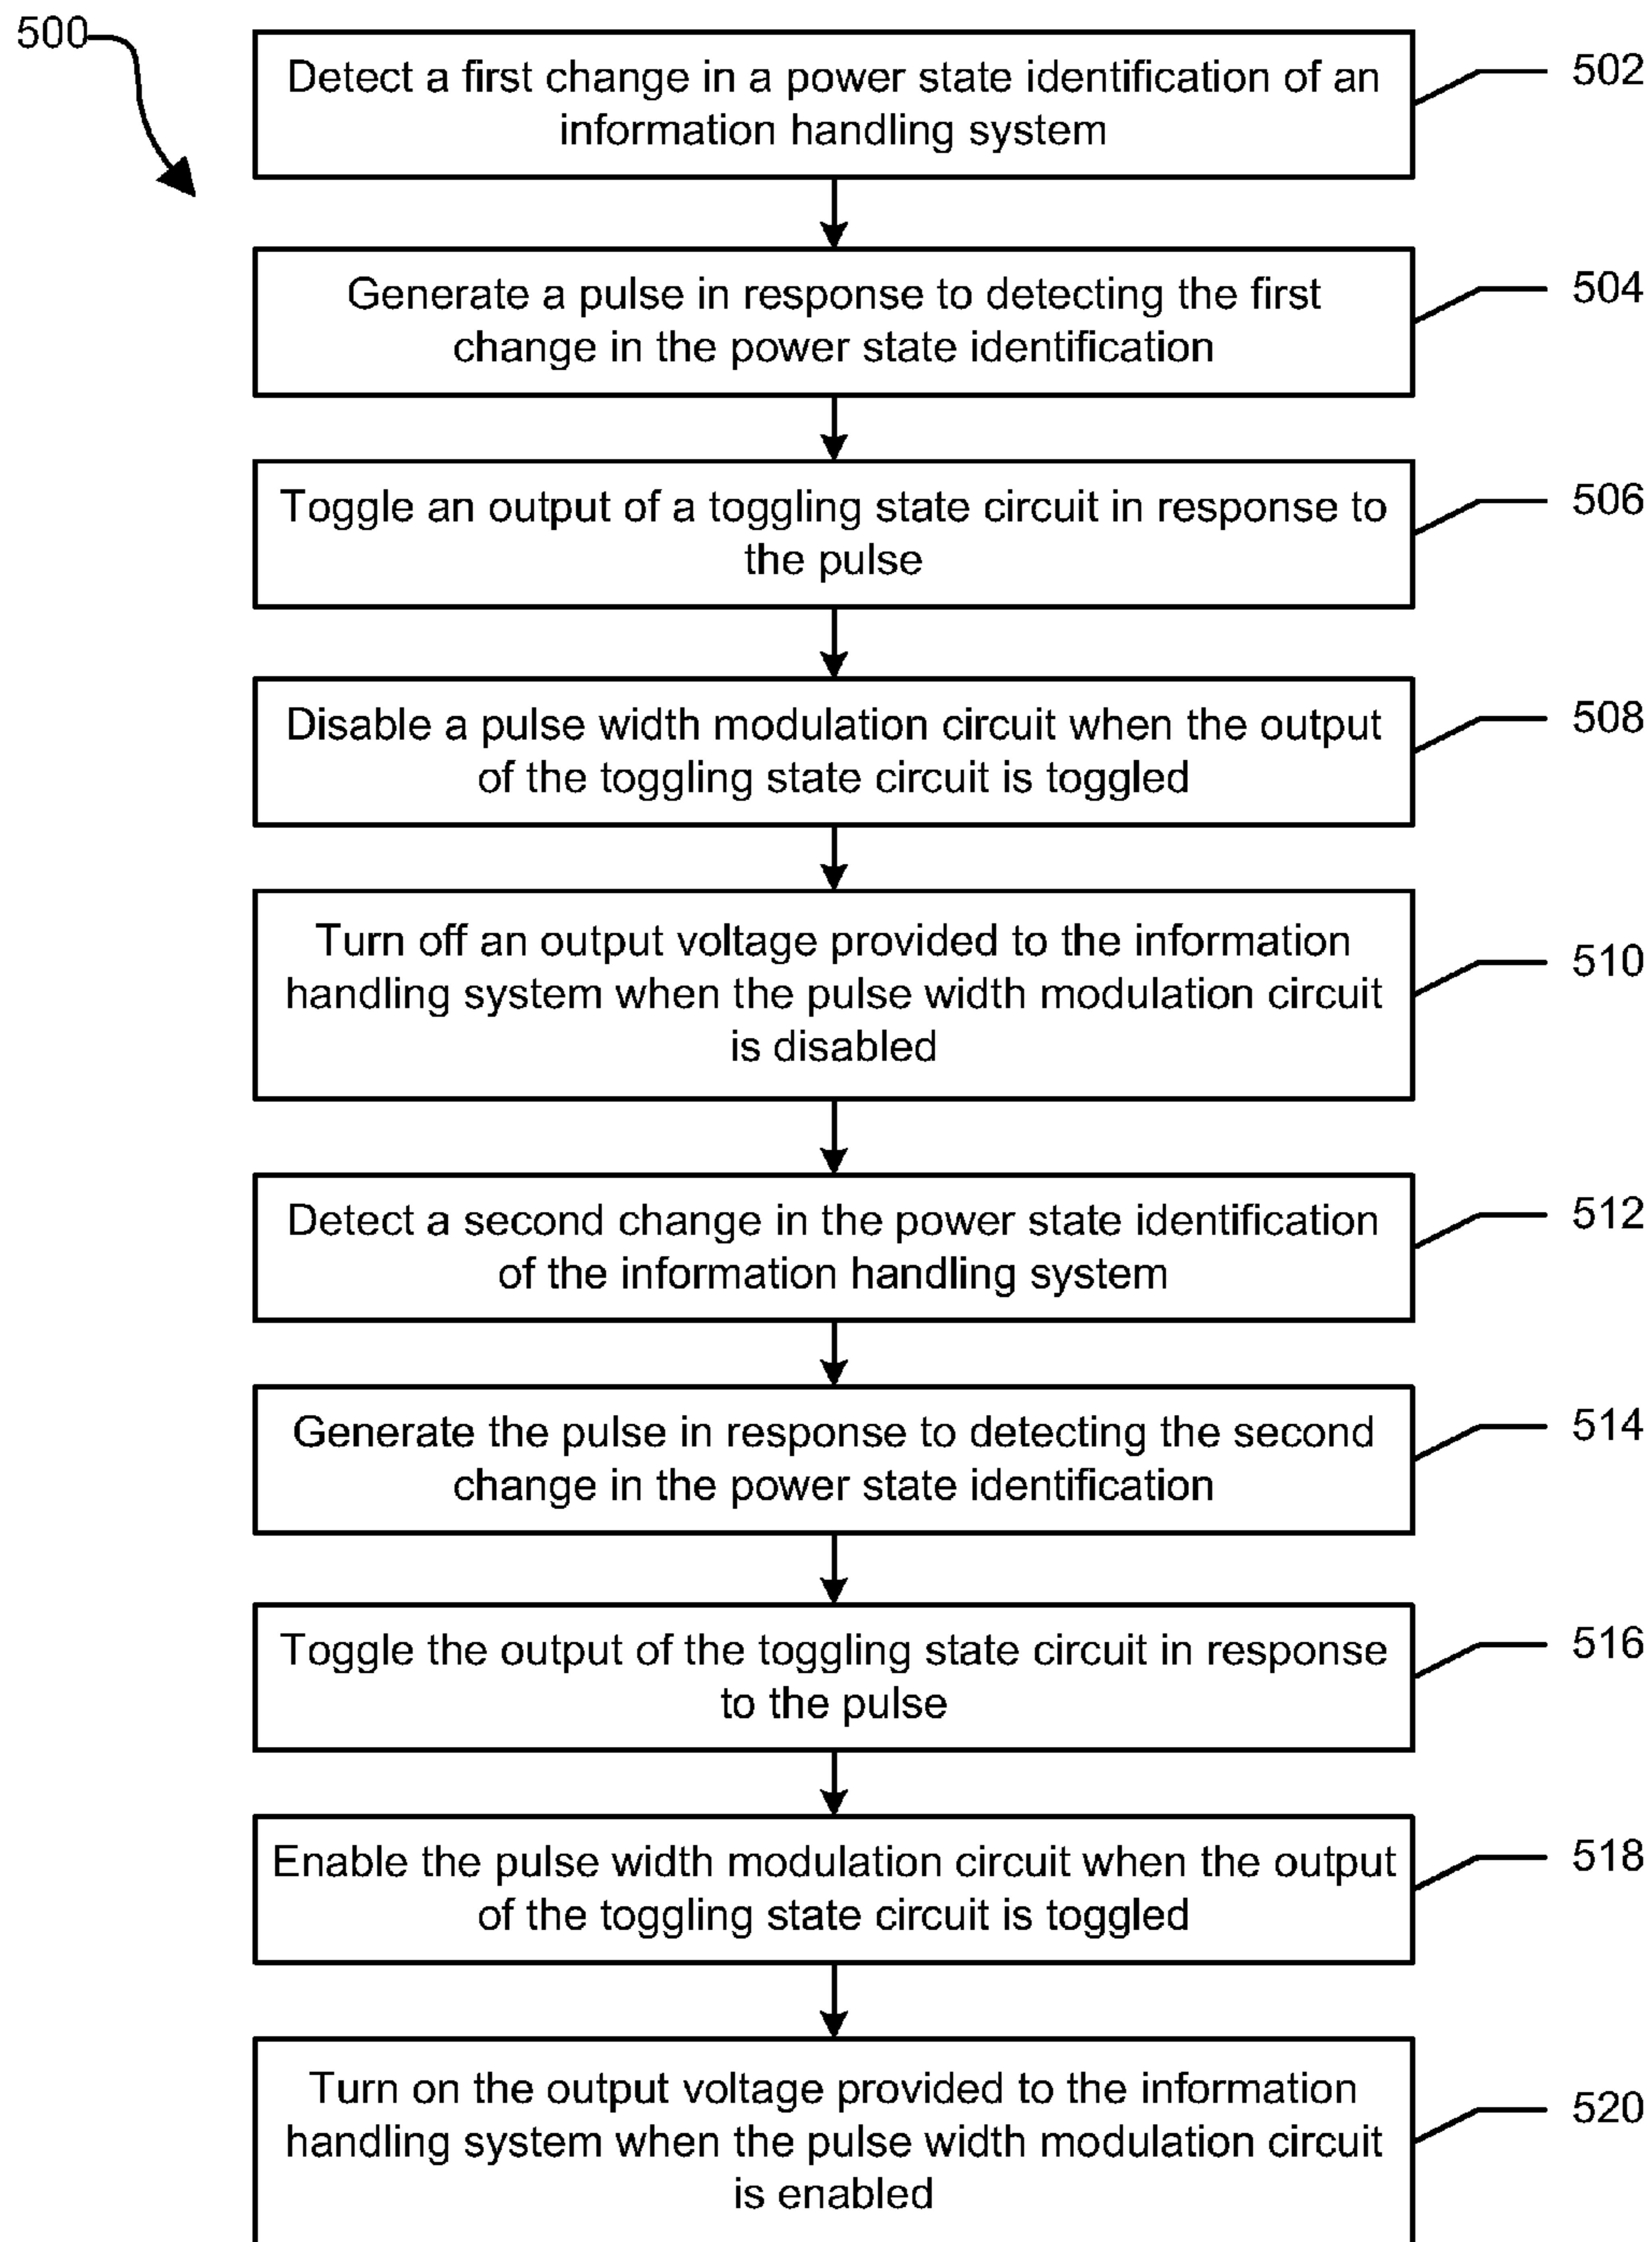 500
Detect a first change in a power state identification of an
information handling system
502
Generate a pulse in response to detecting the first
change in the power state identification
504
Toggle an output of a toggling state circuit in response to
the pulse
506
Disable a pulse width modulation circuit when the output
of the toggling state circuit is toggled
508
Turn off an output voltage provided to the information
handling system when the pulse width modulation circuit
is disabled
510
Detect a second change in the power state identification
of the information handling system
512
Generate the pulse in response to detecting the second
change in the power state identification
514
Toggle the output of the toggling state circuit in response
to the pulse
516
Enable the pulse width modulation circuit when the output
of the toggling state circuit is toggled
518
Turn on the output voltage provided to the information
handling system when the pulse width modulation circuit
is enabled
520